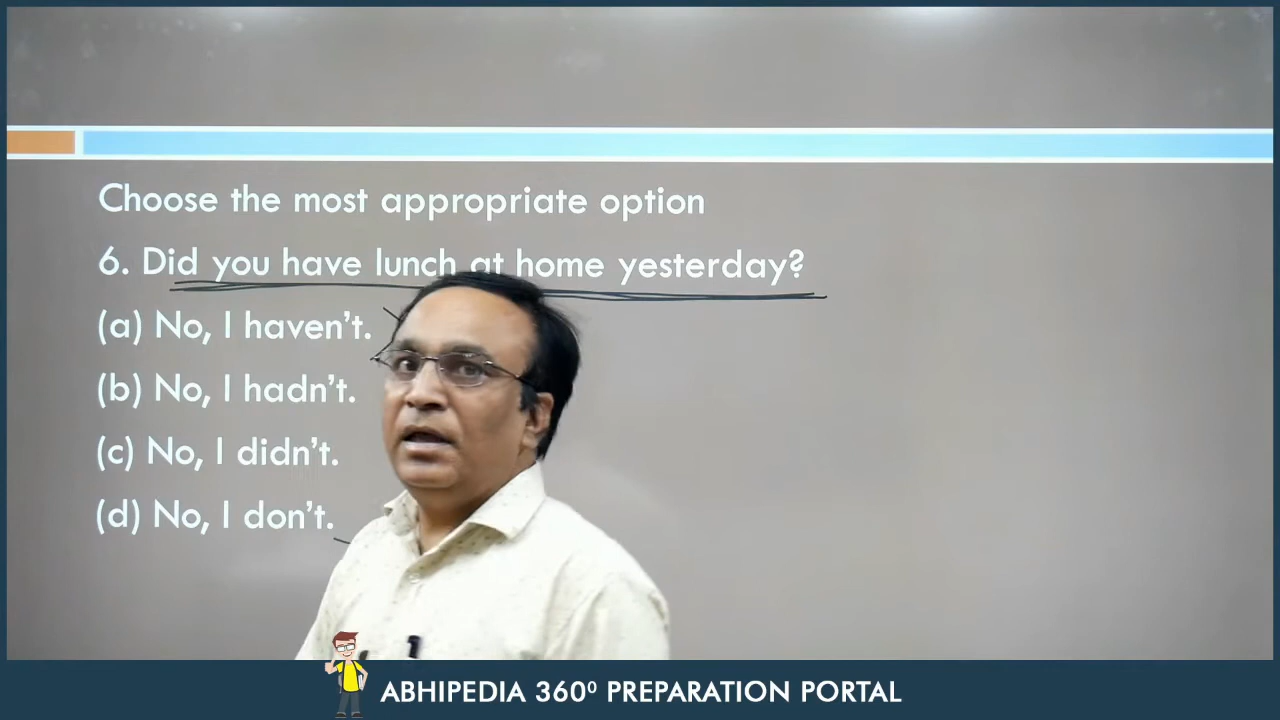 Choose the most appropriate option
6. Did you have lunch at home yesterday?
(a) No, I haven't.
(b) No, I hadn't.
(c) No, I didn't.
(d) No, I don't.
ABHIPEDIA 360º PREPARATION PORTAL